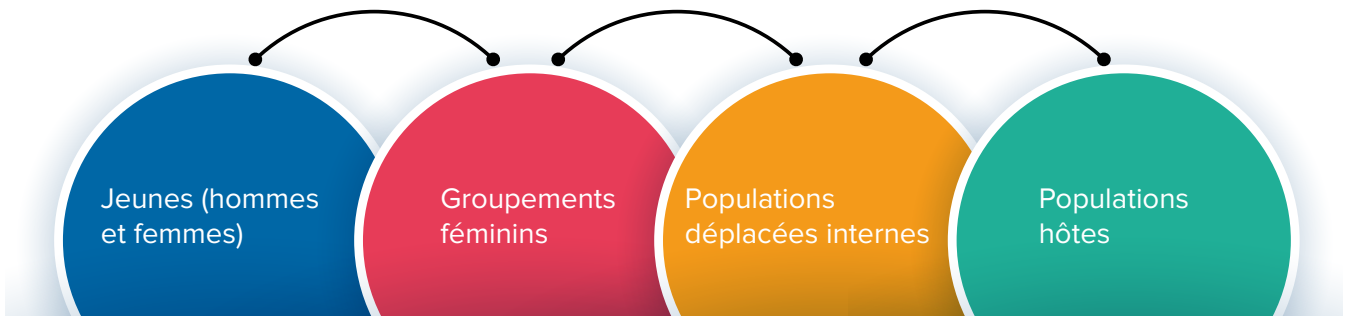 Jeunes (hommes
et femmes)
Groupements
féminins
Populations
déplacées internes
Populations
hôtes